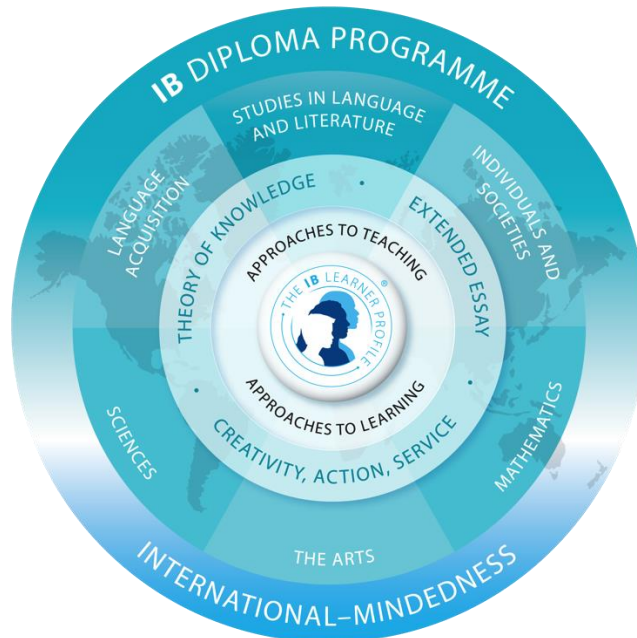 IB DIPLOMA PROGRAMME
STUDIES IN LANGUAGE
AND LITERATURE
LANGUAGE
ACQUISITION
INDIVIDUALS AND
SOCIETIES
THEORY OF KNOWLEDGE
EXTENDED ESSAY
APPROACHES TO TEACHING
THE IB LEARNER PROFILE ®
APPROACHES TO LEARNING
CREATIVITY, ACTION, SERVICE
SCIENCES
MATHEMATICS
THE ARTS
INTERNATIONAL–MINDEDNESS